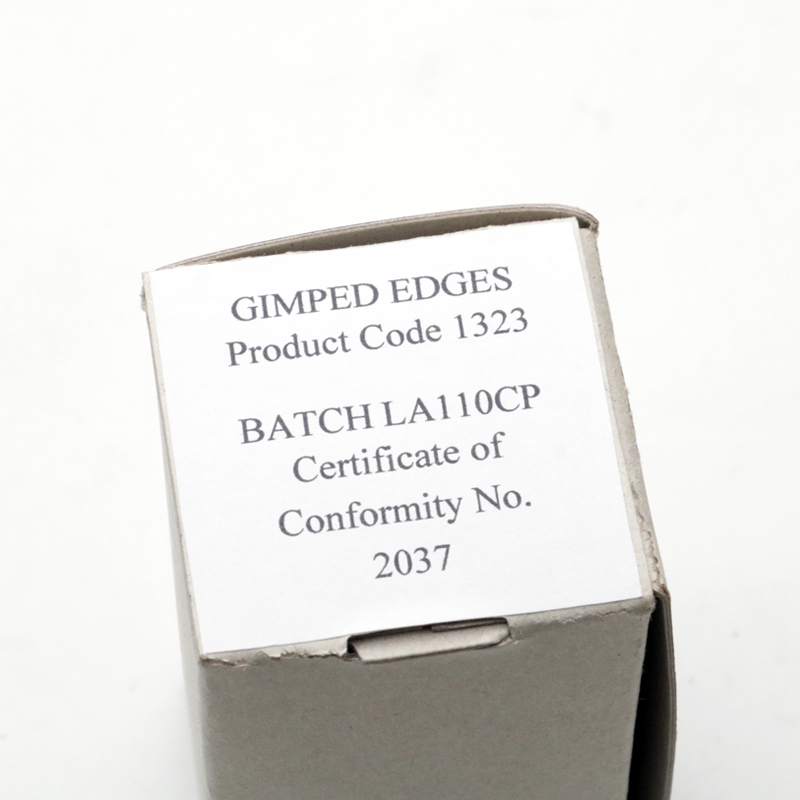 GIMPED EDGES
Product Code 1323
BATCH LA110CP
Certificate of
Conformity No.
2037